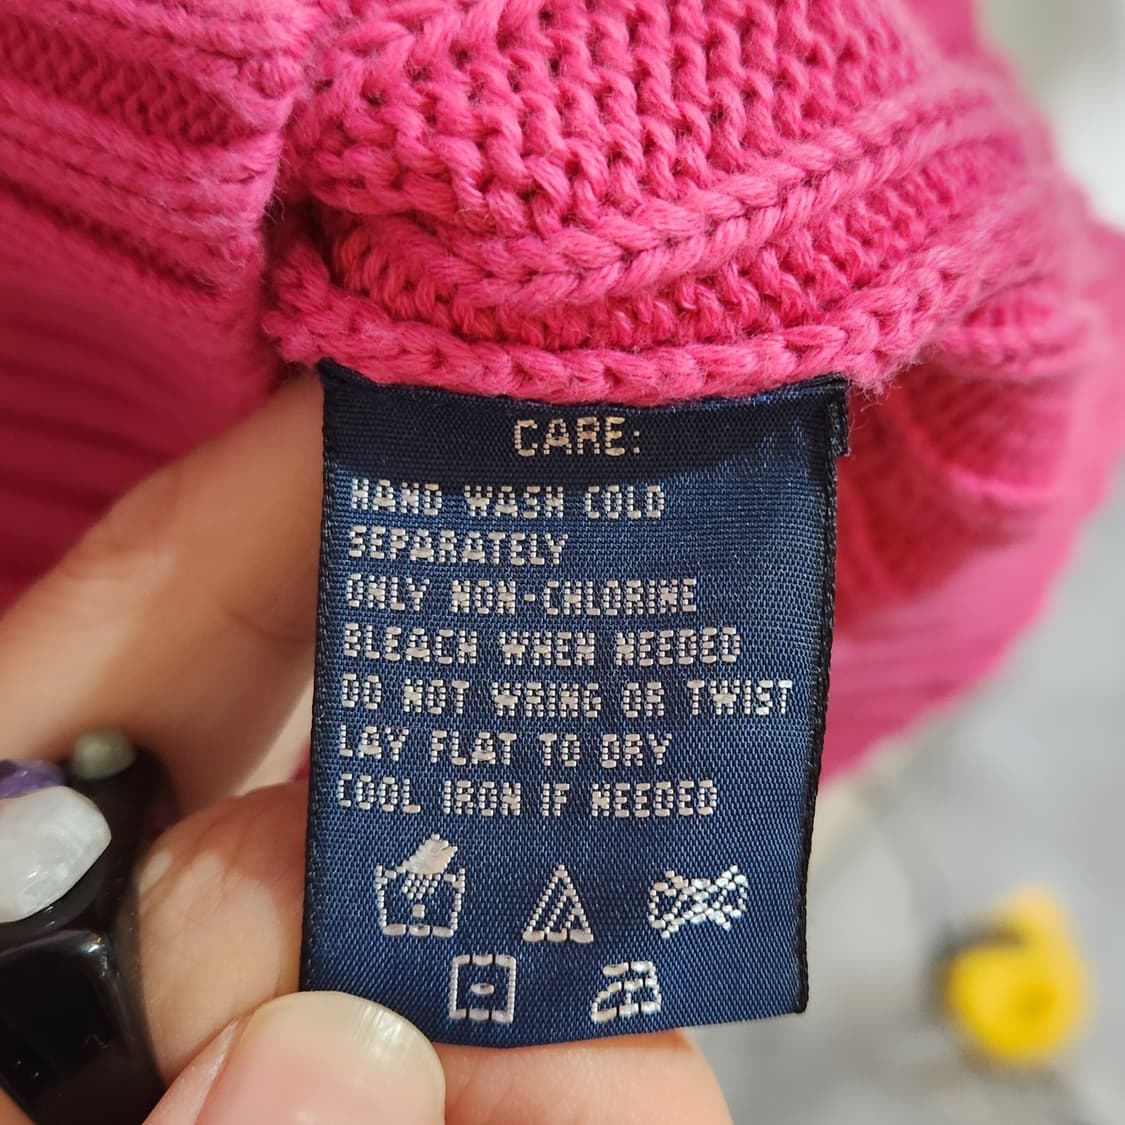 CARE:
HAND WASH COLD
SEPARATELY
ONLY NON-CHLORINE
BLEACH WHEN NEEDED
DO NOT WRING OR TWIST
LAY FLAT TO DRY
COOL IRON IF NEEDED